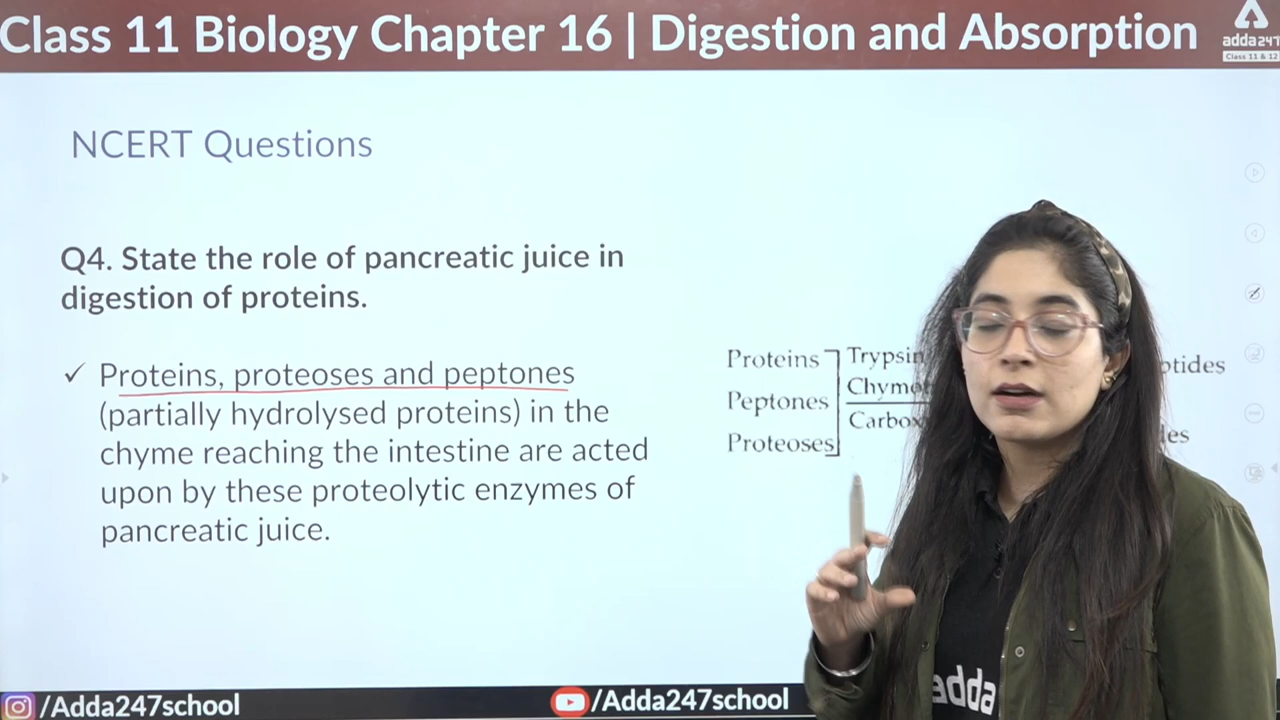 Class 11 Biology Chapter 16 | Digestion and Absorption
adda247
Class 11 & 12
NCERT Questions
Q4. State the role of pancreatic juice in
digestion of proteins.
✓ Proteins, proteoses and peptones
(partially hydrolysed proteins) in the
chyme reaching the intestine are acted
upon by these proteolytic enzymes of
pancreatic juice.
Proteins
Peptones
Proteoses
adda
/Adda247school
/Adda247school